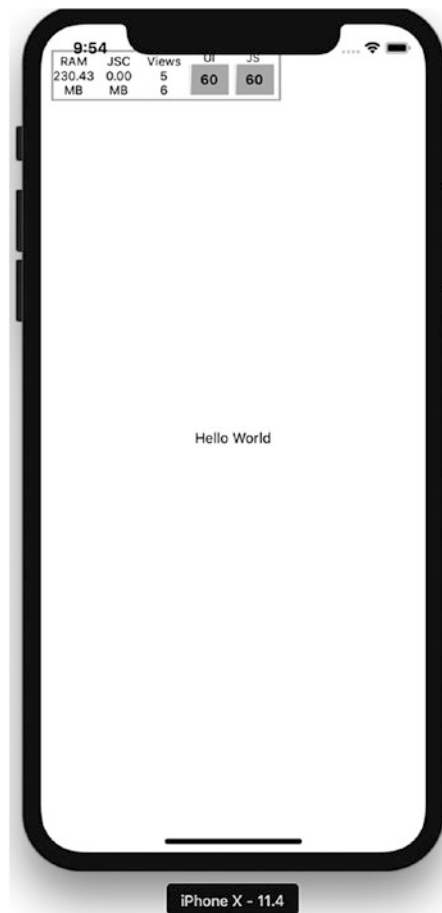 9:54
RAM JSC Views UI JS
230.43 0.00 5 60 60
MB MB 6
Hello World
iPhone X - 11.4